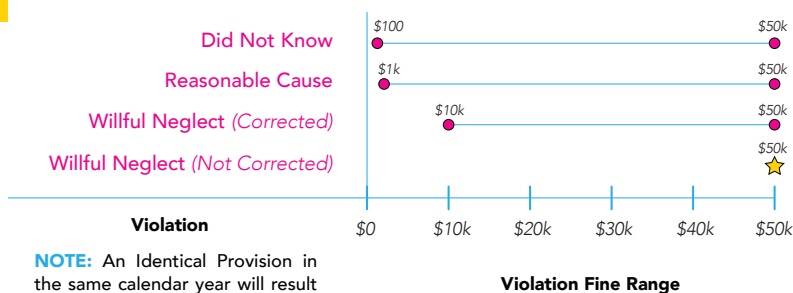 $100 $50k
Did Not Know
$1k $50k
Reasonable Cause
$10k $50k
Willful Neglect (Corrected)
$50k
Willful Neglect (Not Corrected)
Violation
$0 $10k $20k $30k $40k $50k
NOTE: An Identical Provision in
the same calendar year will result
Violation Fine Range